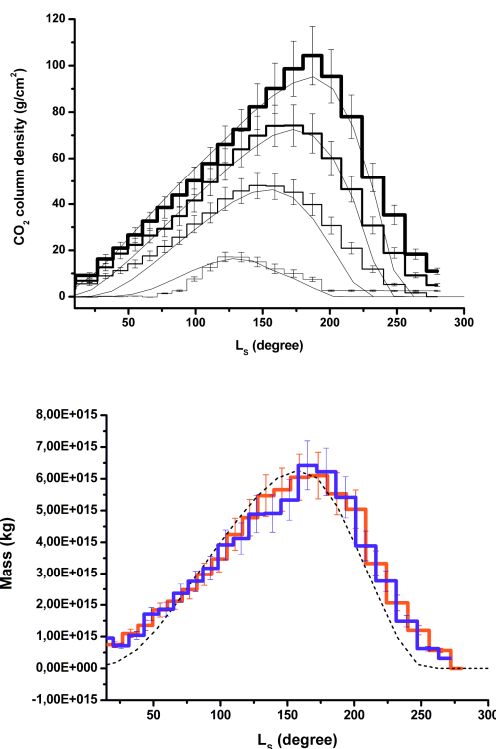 120
100
80
60
40
20
0
CO2 column density (g/cm2)
50 100 150 200 250 300
LS (degree)
8,00E+015
7,00E+015
6,00E+015
5,00E+015
4,00E+015
3,00E+015
2,00E+015
1,00E+015
0,00E+000
-1,00E+015
Mass (kg)
50 100 150 200 250 300
LS (degree)